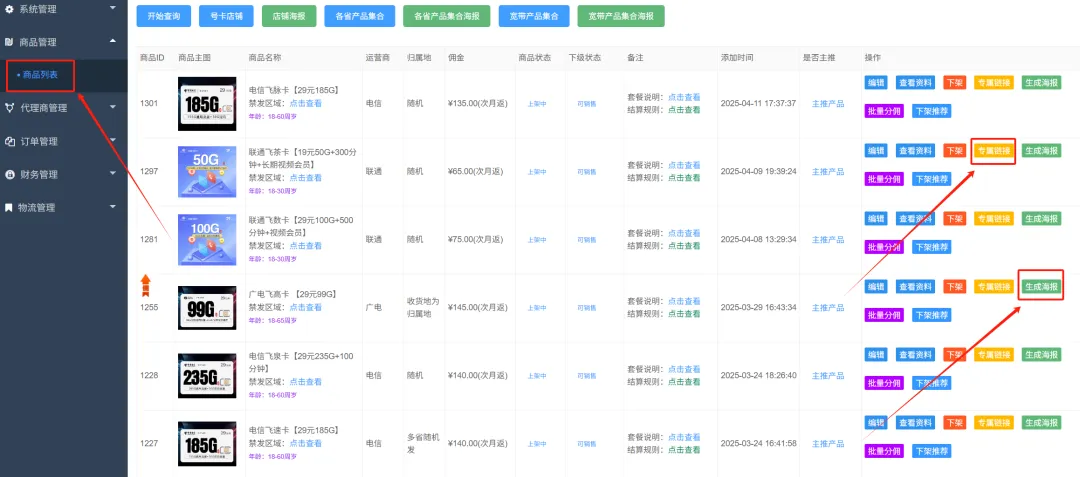 系统管理
商品管理
商品列表
代理商管理
订单管理
财务管理
物流管理
开始查询 号卡店铺 店铺海报 各省产品集合 各省产品集合海报 宽带产品集合 宽带产品集合海报
商品ID 商品主图 商品名称 运营商 归属地 佣金 商品状态 下级状态 备注 添加时间 是否主推 操作
1301
185G
电信飞脉卡【29元185G】
禁发区域：点击查看
年龄：18-60周岁
电信
随机
¥135.00(次月返)
上架中
可销售
套餐说明：点击查看
结算规则：点击查看
2025-04-11 17:37:37
主推产品
编辑 查看资料 下架 专属链接 生成海报
批量分佣 下架推荐
1297
50G
联通飞茶卡【19元50G+300
分钟+长期视频会员】
禁发区域：点击查看
年龄：18-30周岁
联通
随机
¥65.00(次月返)
上架中
可销售
套餐说明：点击查看
结算规则：点击查看
2025-04-09 19:39:24
主推产品
编辑 查看资料 下架 专属链接 生成海报
批量分佣 下架推荐
1281
100G
联通飞数卡【29元100G+500
分钟+视频会员】
禁发区域：点击查看
年龄：18-30周岁
联通
随机
¥75.00(次月返)
上架中
可销售
套餐说明：点击查看
结算规则：点击查看
2025-04-08 13:29:34
主推产品
编辑 查看资料 下架 专属链接 生成海报
批量分佣 下架推荐
1255
99G
广电飞高卡 【29元99G】
禁发区域：点击查看
年龄：18-65周岁
广电
收货地为
归属地
¥145.00(次月返)
上架中
可销售
套餐说明：点击查看
结算规则：点击查看
2025-03-29 16:43:34
主推产品
编辑 查看资料 下架 专属链接 生成海报
批量分佣 下架推荐
1228
235G
电信飞泉卡【29元235G+100
分钟】
禁发区域：点击查看
年龄：18-60周岁
电信
随机
¥140.00(次月返)
上架中
可销售
套餐说明：点击查看
结算规则：点击查看
2025-03-24 18:26:40
主推产品
编辑 查看资料 下架 专属链接 生成海报
批量分佣 下架推荐
1227
185G
电信飞速卡【29元185G】
禁发区域：点击查看
年龄：18-60周岁
电信
多省随机
发
¥140.00(次月返)
上架中
可销售
套餐说明：点击查看
结算规则：点击查看
2025-03-24 16:41:58
主推产品
编辑 查看资料 下架 专属链接 生成海报
批量分佣 下架推荐